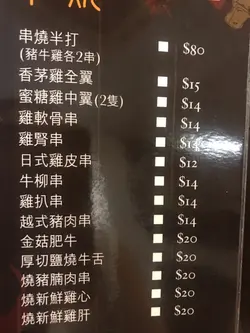 串燒半打 $80
(豬牛雞各2串)
香茅雞全翼 $15
蜜糖雞中翼(2隻) $14
雞軟骨串 $14
雞腎串 $14
日式雞皮串 $12
牛柳串 $14
雞扒串 $14
越式豬肉串 $14
金菇肥牛 $20
厚切鹽燒牛舌 $20
燒豬腩肉串 $20
燒新鮮雞心 $20
燒新鮮雞肝 $20